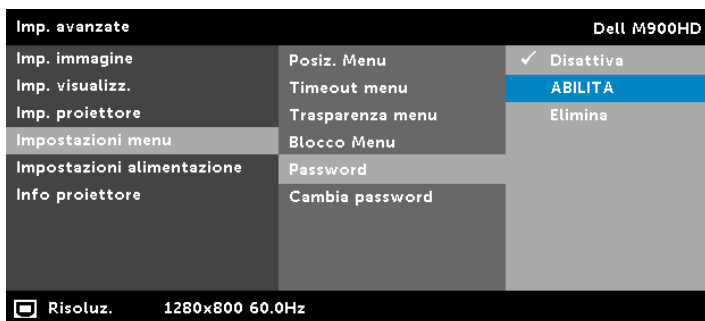 Imp. avanzate
Dell M900HD
Imp. immagine
Imp. visualizz.
Imp. proiettore
Impostazioni menu
Impostazioni alimentazione
Info proiettore
Posiz. Menu
Timeout menu
Trasparenza menu
Blocco Menu
Password
Cambia password
✓ Disattiva
ABILITA
Elimina
Risoluz. 1280x800 60.0Hz